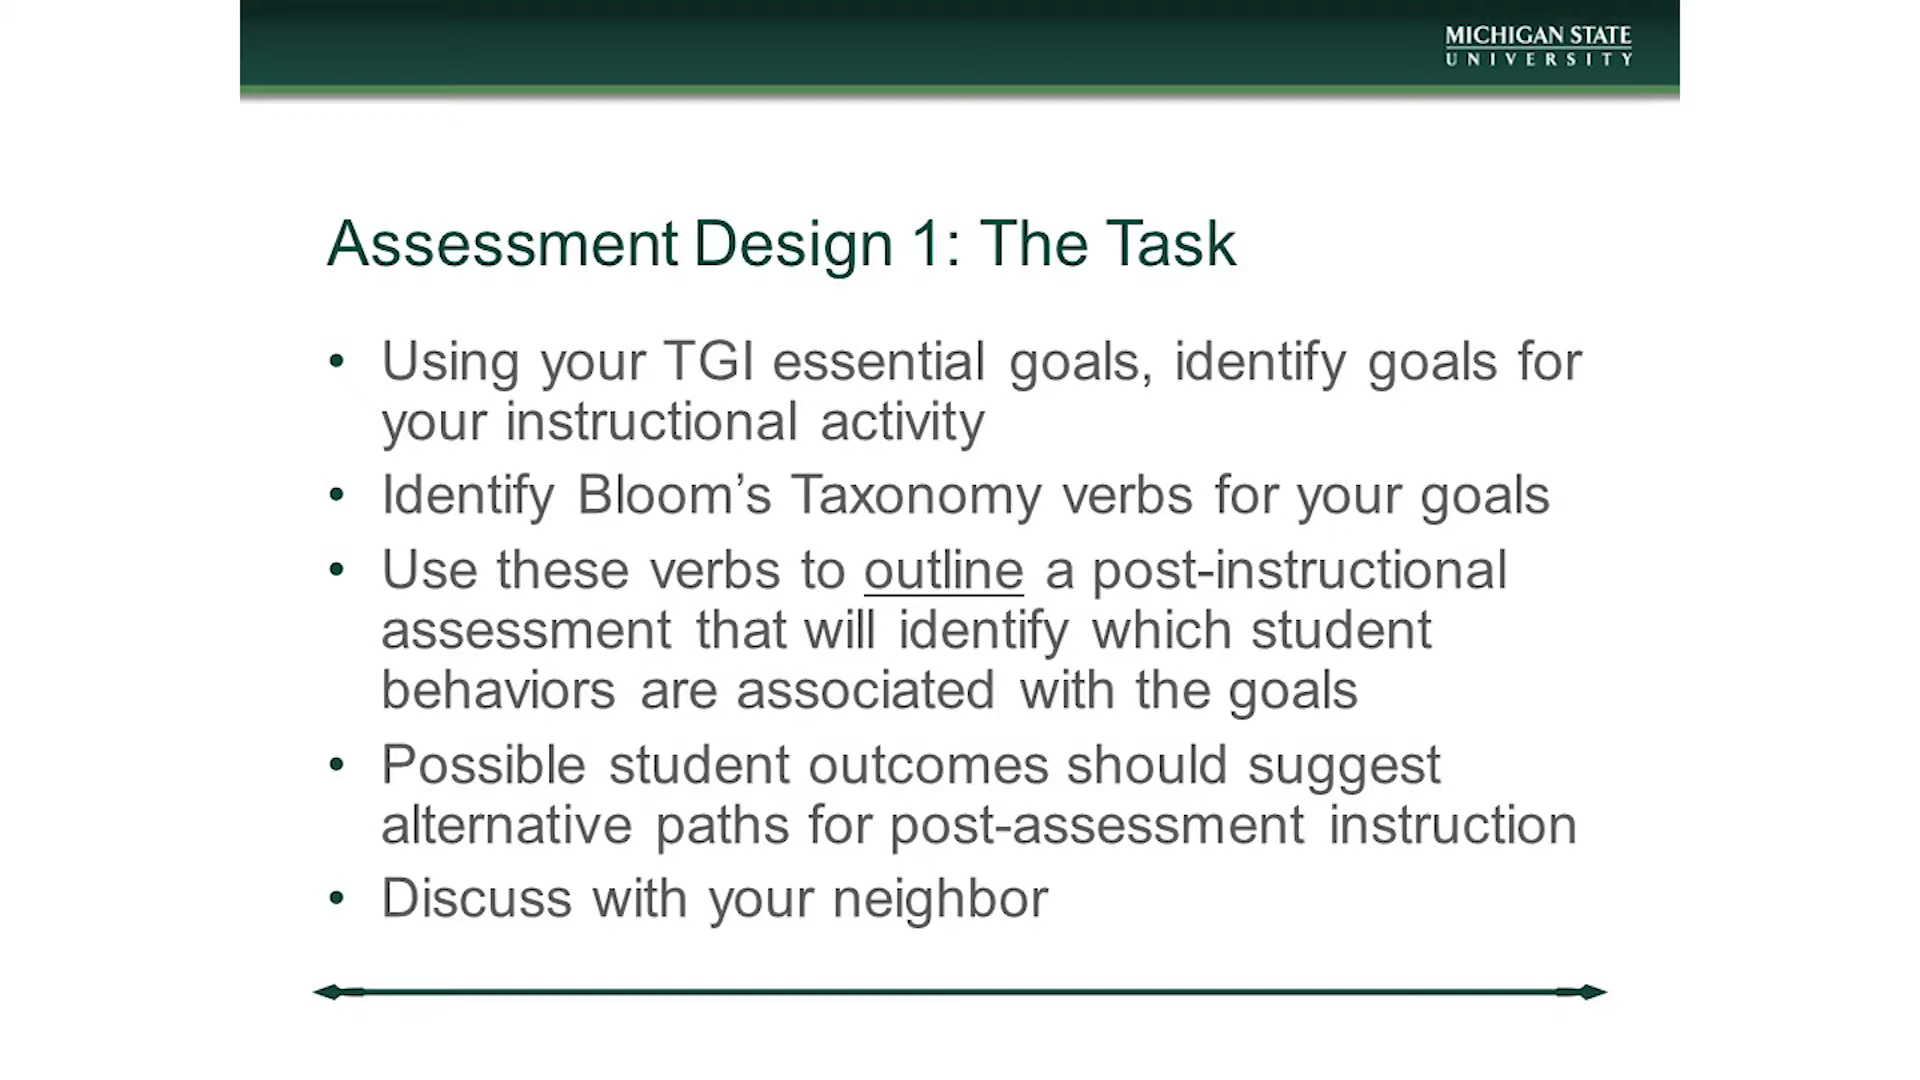 MICHIGAN STATE
UNIVERSITY
Assessment Design 1: The Task
• Using your TGI essential goals, identify goals for
your instructional activity
• Identify Bloom’s Taxonomy verbs for your goals
• Use these verbs to outline a post-instructional
assessment that will identify which student
behaviors are associated with the goals
• Possible student outcomes should suggest
alternative paths for post-assessment instruction
• Discuss with your neighbor